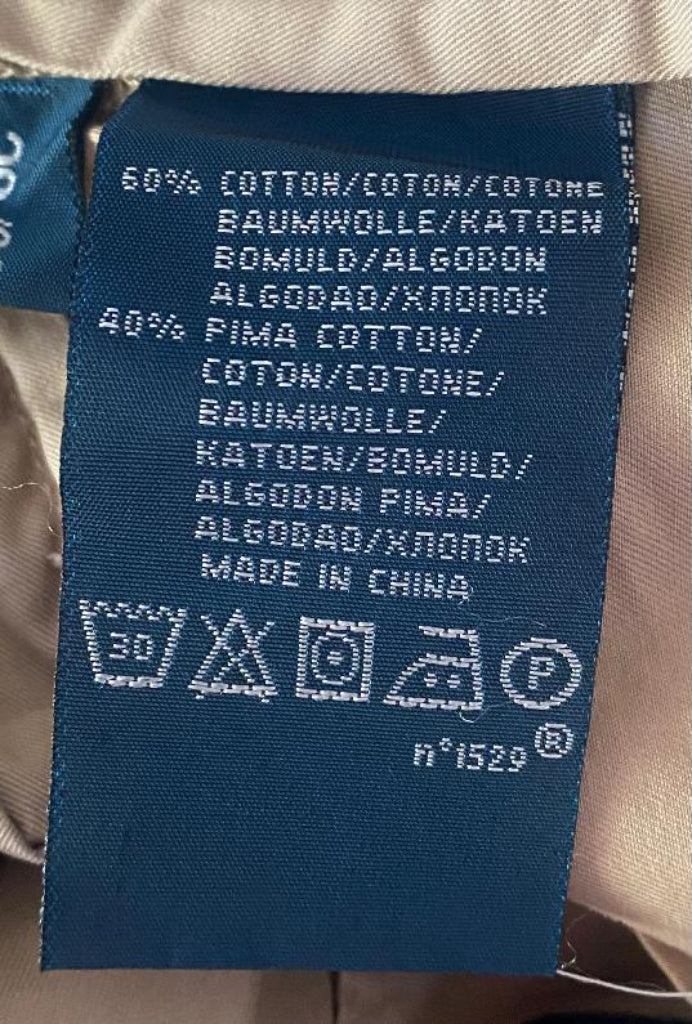 60% COTTON/COTON/COTONE
BAUMWOLLE/KATOEN
BOMULD/ALGODON
ALGODAO/ХЛОПОК
40% PIMA COTTON/
COTON/COTONE/
BAUMWOLLE/
KATOEN/BOMULD/
ALGODON PIMA/
ALGODAO/ХЛОПОК
MADE IN CHINA
30
P
n°1529 ®